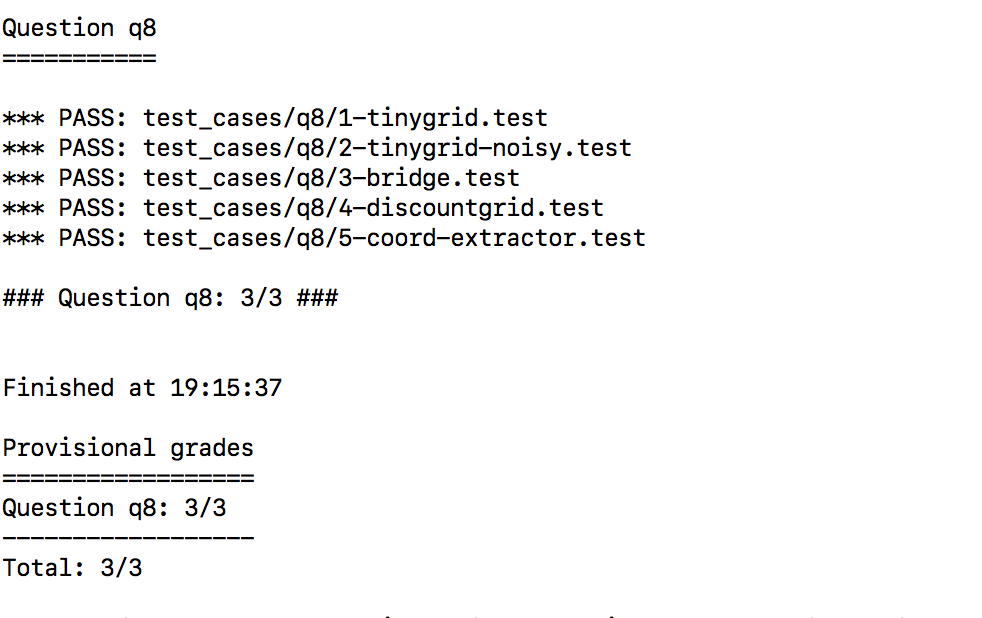 Question q8
===========
*** PASS: test_cases/q8/1-tinygrid.test
*** PASS: test_cases/q8/2-tinygrid-noisy.test
*** PASS: test_cases/q8/3-bridge.test
*** PASS: test_cases/q8/4-discountgrid.test
*** PASS: test_cases/q8/5-coord-extractor.test
### Question q8: 3/3 ###
Finished at 19:15:37
Provisional grades
==================
Question q8: 3/3
------------------
Total: 3/3